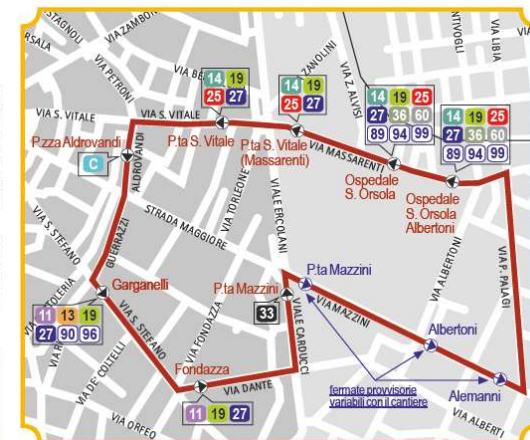 VIA ZAMBONI
VIA PETRONI
ZANOLINI
VIA Z. ALVISI
VIA LIBIA
14 19
25 27
14 19
25 27
14 19 25
27 36 60
89 94 99
14 19 25
27 36 60
89 94 99
VIA S. VITALE
VIA S. VITALE
P.zza Aldrovandi
C
P.ta S. Vitale
P.ta S. Vitale
(Massarenti)
VIA MASSARENTI
Ospedale
S. Orsola
Ospedale
S. Orsola
Albertoni
ALDROVANDI
VIA TORLEONE
VIALE ERCOLANI
STRADA MAGGIORE
GUERRAZZI
VIA S. STEFANO
VIA ALBERTONI
VIA P. PALAGI
Garganelli
11 13 19
27 90 96
P.ta Mazzini
33
P.ta Mazzini
VIA MAZZINI
Albertoni
Alemanni
VIA S. STEFANO
VIA FONDAZZA
VIALE CARDUCCI
VIA DE' COLTELLI
Fondazza
VIA DANTE
11 19 27
fermate provvisorie
variabili con il cantiere
VIA ORFEO
VIA ALBERTI